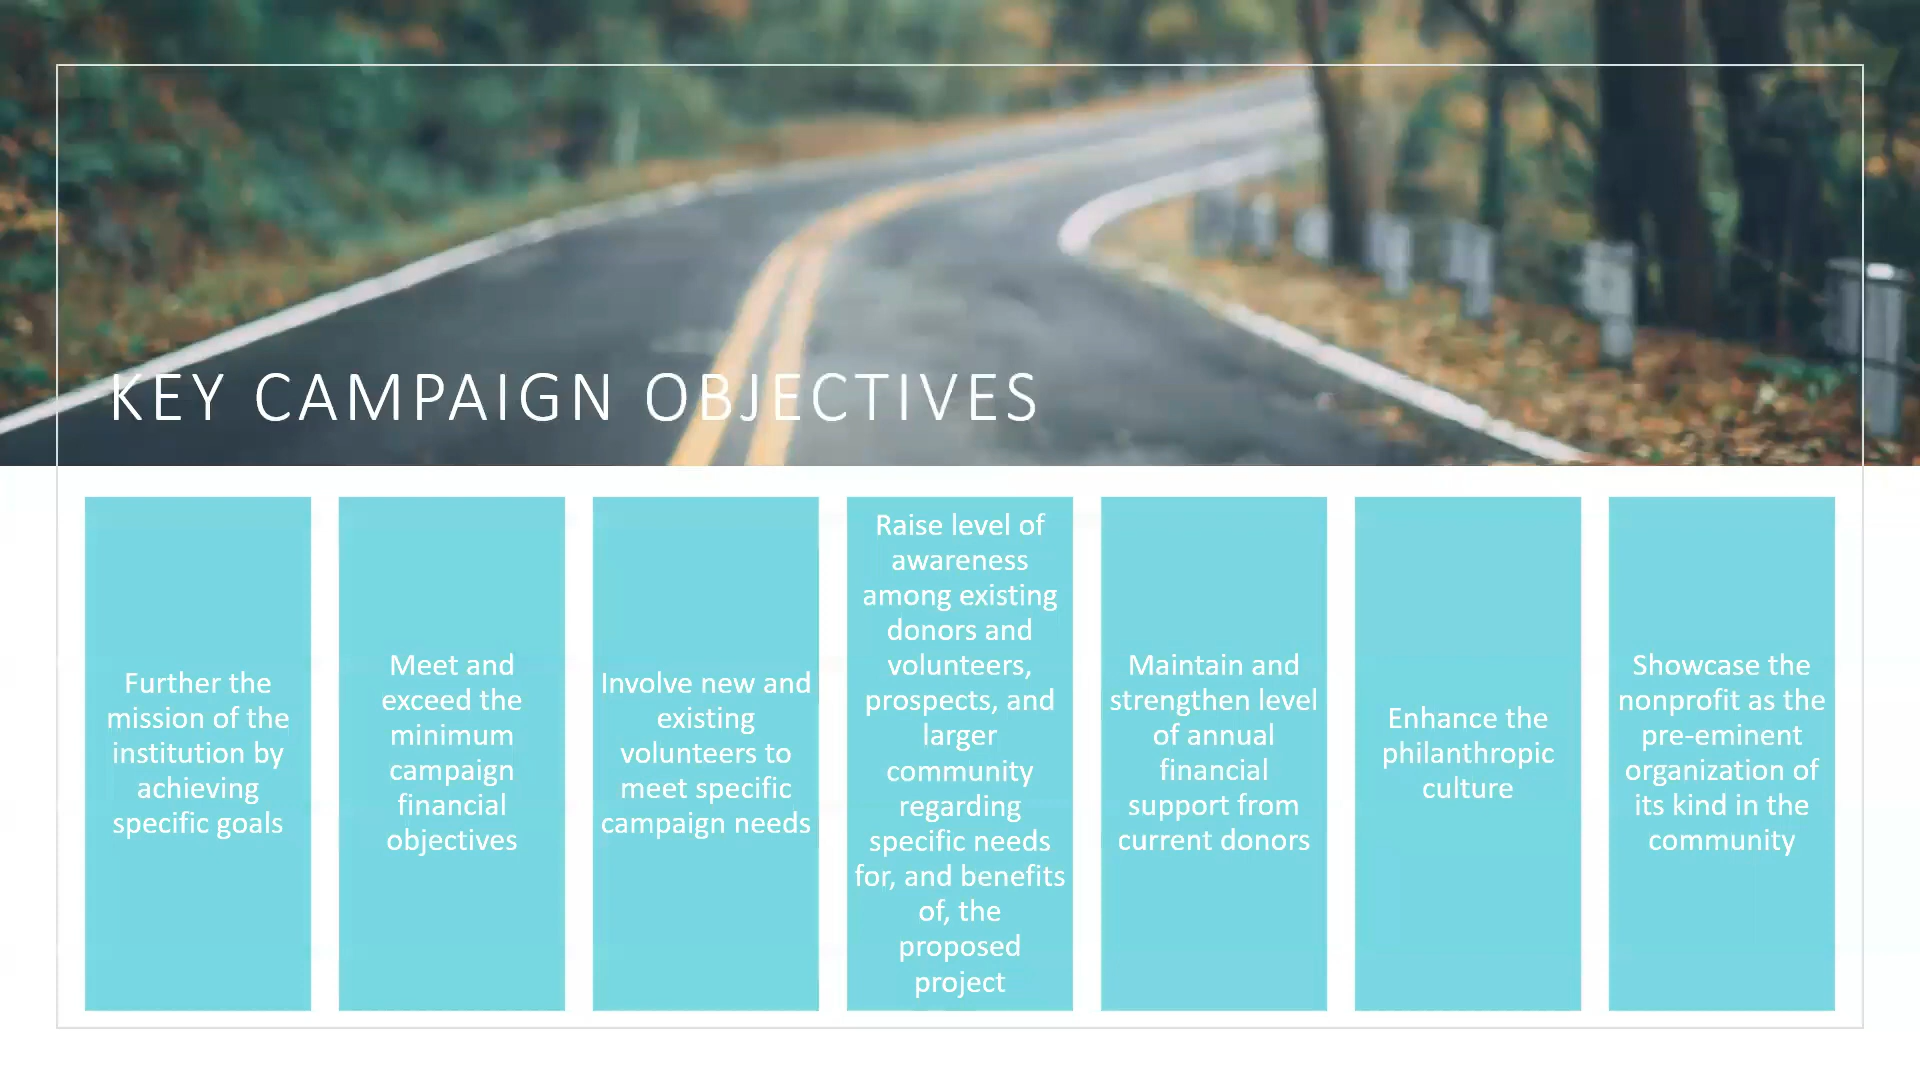 KEY CAMPAIGN OBJECTIVES
Further the
mission of the
institution by
achieving
specific goals
Meet and
exceed the
minimum
campaign
financial
objectives
Involve new and
existing
volunteers to
meet specific
campaign needs
Raise level of
awareness
among existing
donors and
volunteers,
prospects, and
larger
community
regarding
specific needs
for, and benefits
of, the
proposed
project
Maintain and
strengthen level
of annual
financial
support from
current donors
Enhance the
philanthropic
culture
Showcase the
nonprofit as the
pre-eminent
organization of
its kind in the
community